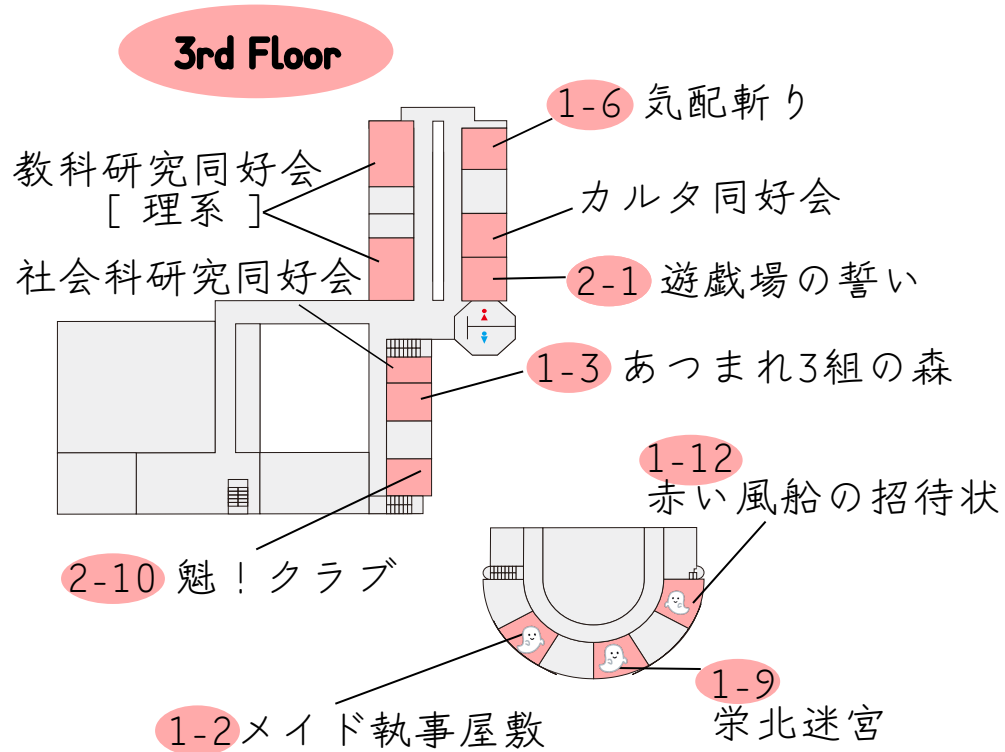 3rd Floor
1-6 気配斬り
教科研究同好会
[ 理系 ]
カルタ同好会
社会科研究同好会
2-1 遊戯場の誓い
1-3 あつまれ3組の森
1-12
赤い風船の招待状
2-10 魁！クラブ
1-9
栄北迷宮
1-2 メイド執事屋敷